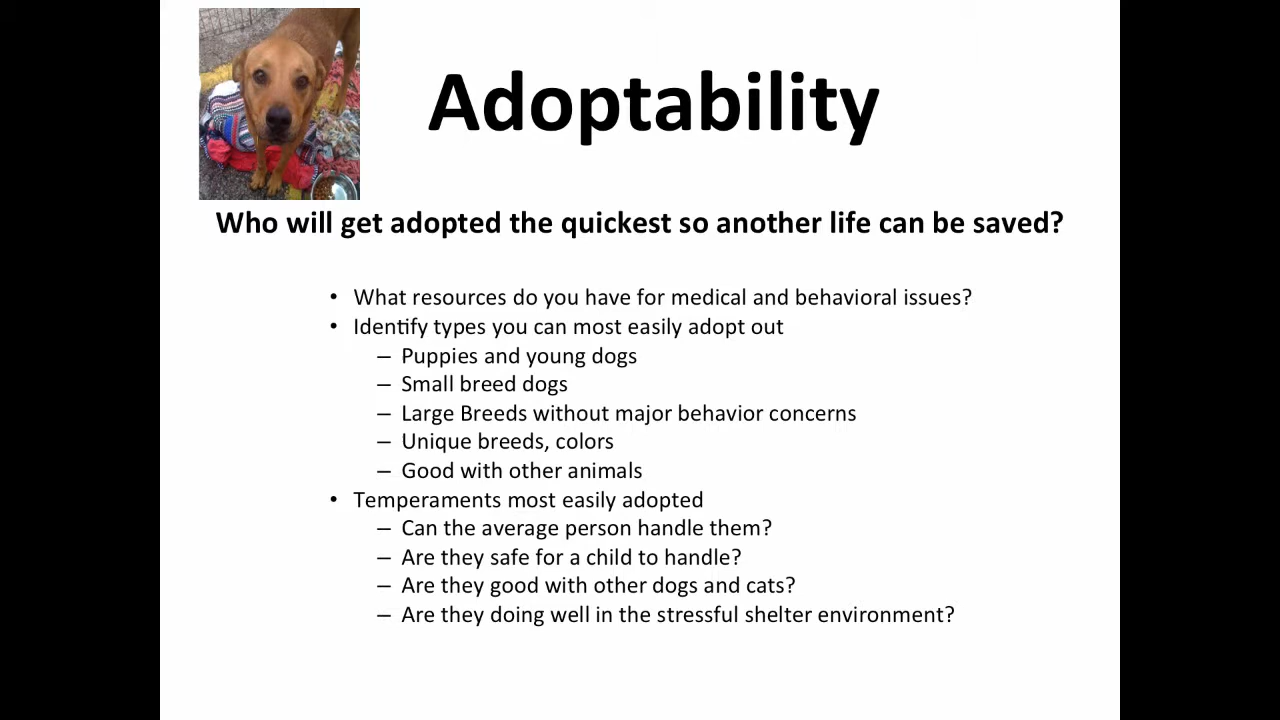 Adoptability
Who will get adopted the quickest so another life can be saved?
• What resources do you have for medical and behavioral issues?
• Identify types you can most easily adopt out
– Puppies and young dogs
– Small breed dogs
– Large Breeds without major behavior concerns
– Unique breeds, colors
– Good with other animals
• Temperaments most easily adopted
– Can the average person handle them?
– Are they safe for a child to handle?
– Are they good with other dogs and cats?
– Are they doing well in the stressful shelter environment?